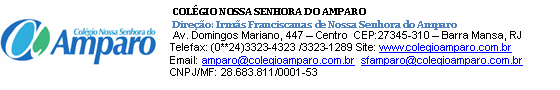 Colégio Nossa Senhora do
Amparo
COLÉGIO NOSSA SENHORA DO AMPARO
Direção: Irmãs Franciscanas de Nossa Senhora do Amparo
Av. Domingos Mariano, 447 – Centro CEP:27345-310 – Barra Mansa, RJ
Telefax: (0**24)3323-4323 /3323-1289 Site: www.colegioamparo.com.br
Email: amparo@colegioamparo.com.br sfamparo@colegioamparo.com.br
CNPJ/MF: 28.683.811/0001-53